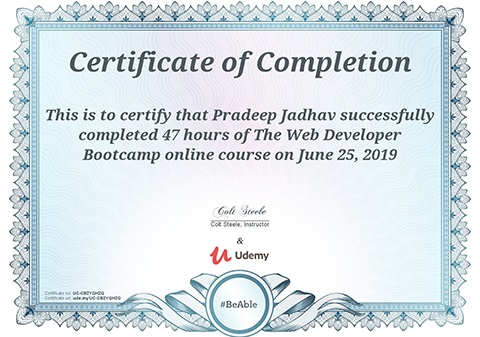 Certificate of Completion
This is to certify that Pradeep Jadhav successfully
completed 47 hours of The Web Developer
Bootcamp online course on June 25, 2019
Colt Steele
Colt Steele, Instructor
&
Udemy
Certificate no: UC-CBZYQHZQ
Certificate url: ude.my/UC-CBZYQHZQ
#BeAble